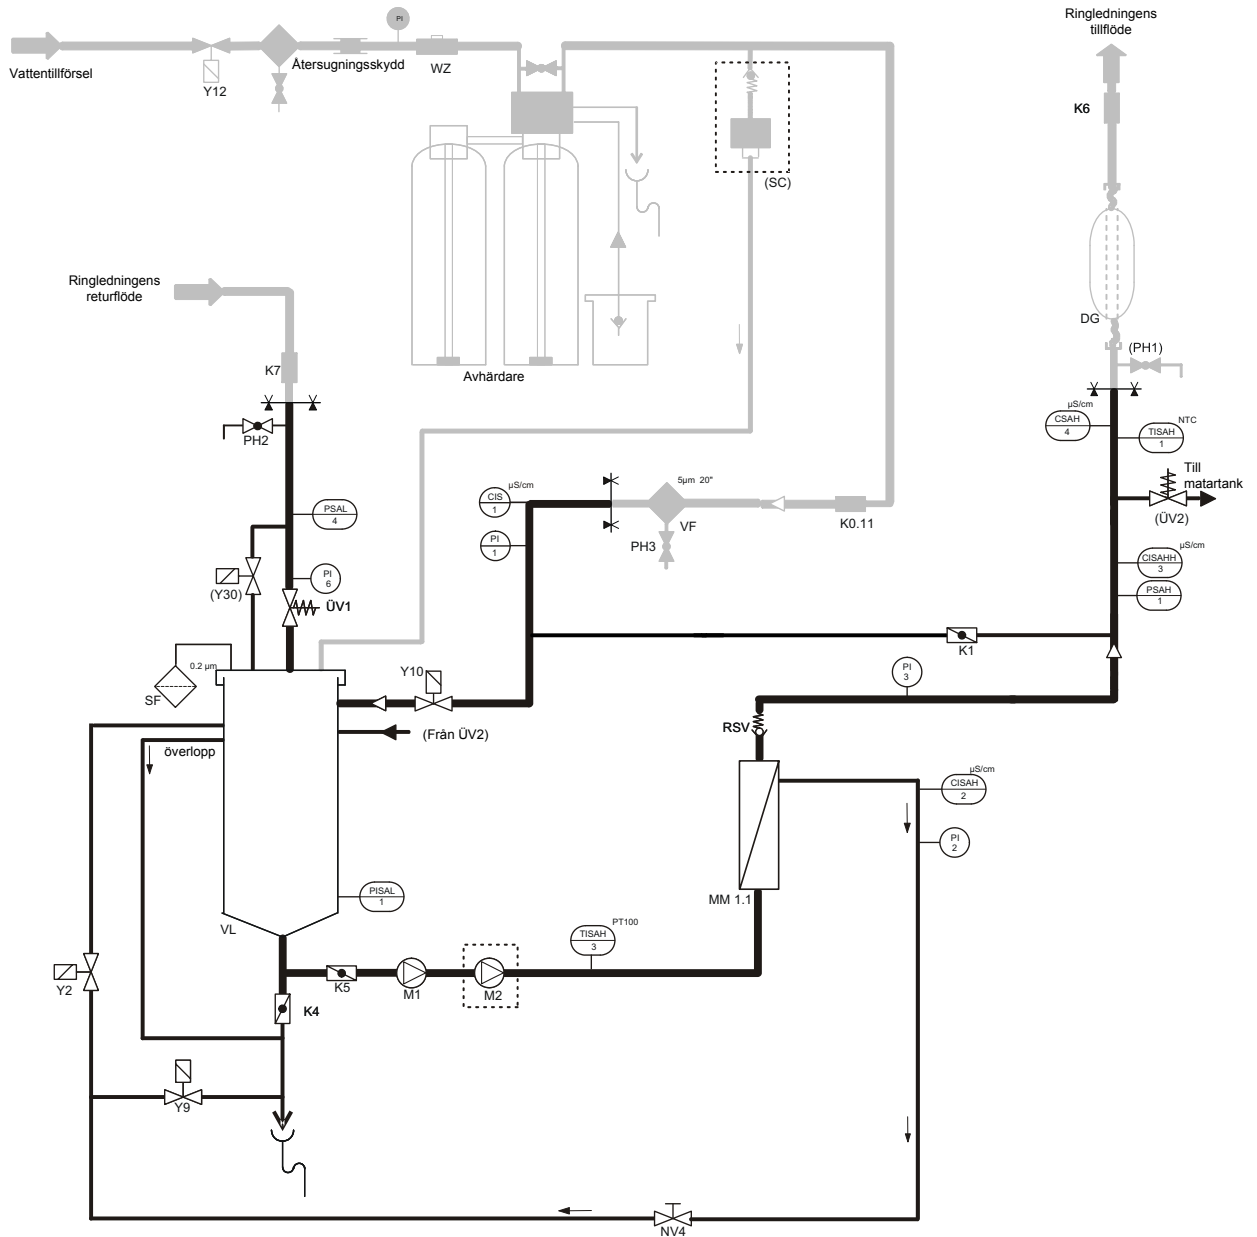 Ringledningens
tillflöde
PI
Vattentillförsel
Återsugningsskydd
WZ
Y12
K6
(SC)
Ringledningens
returflöde
DG
(PH1)
K7
Avhärdare
µS/cm
CSAH
4
NTC
TISAH
1
PH2
Till
matartank
5µm 20"
µS/cm
CIS
1
PSAL
4
(ÜV2)
K0.11
VF
PI
1
PH3
µS/cm
CISAHH
3
PI
6
(Y30)
ÜV1
PSAH
1
K1
0.2 µm
SF
Y10
PI
3
RSV
(Från ÜV2)
överlopp
µS/cm
CISAH
2
PI
2
PISAL
1
MM 1.1
VL
PT100
TISAH
3
Y2
K5
M1
M2
K4
Y9
NV4